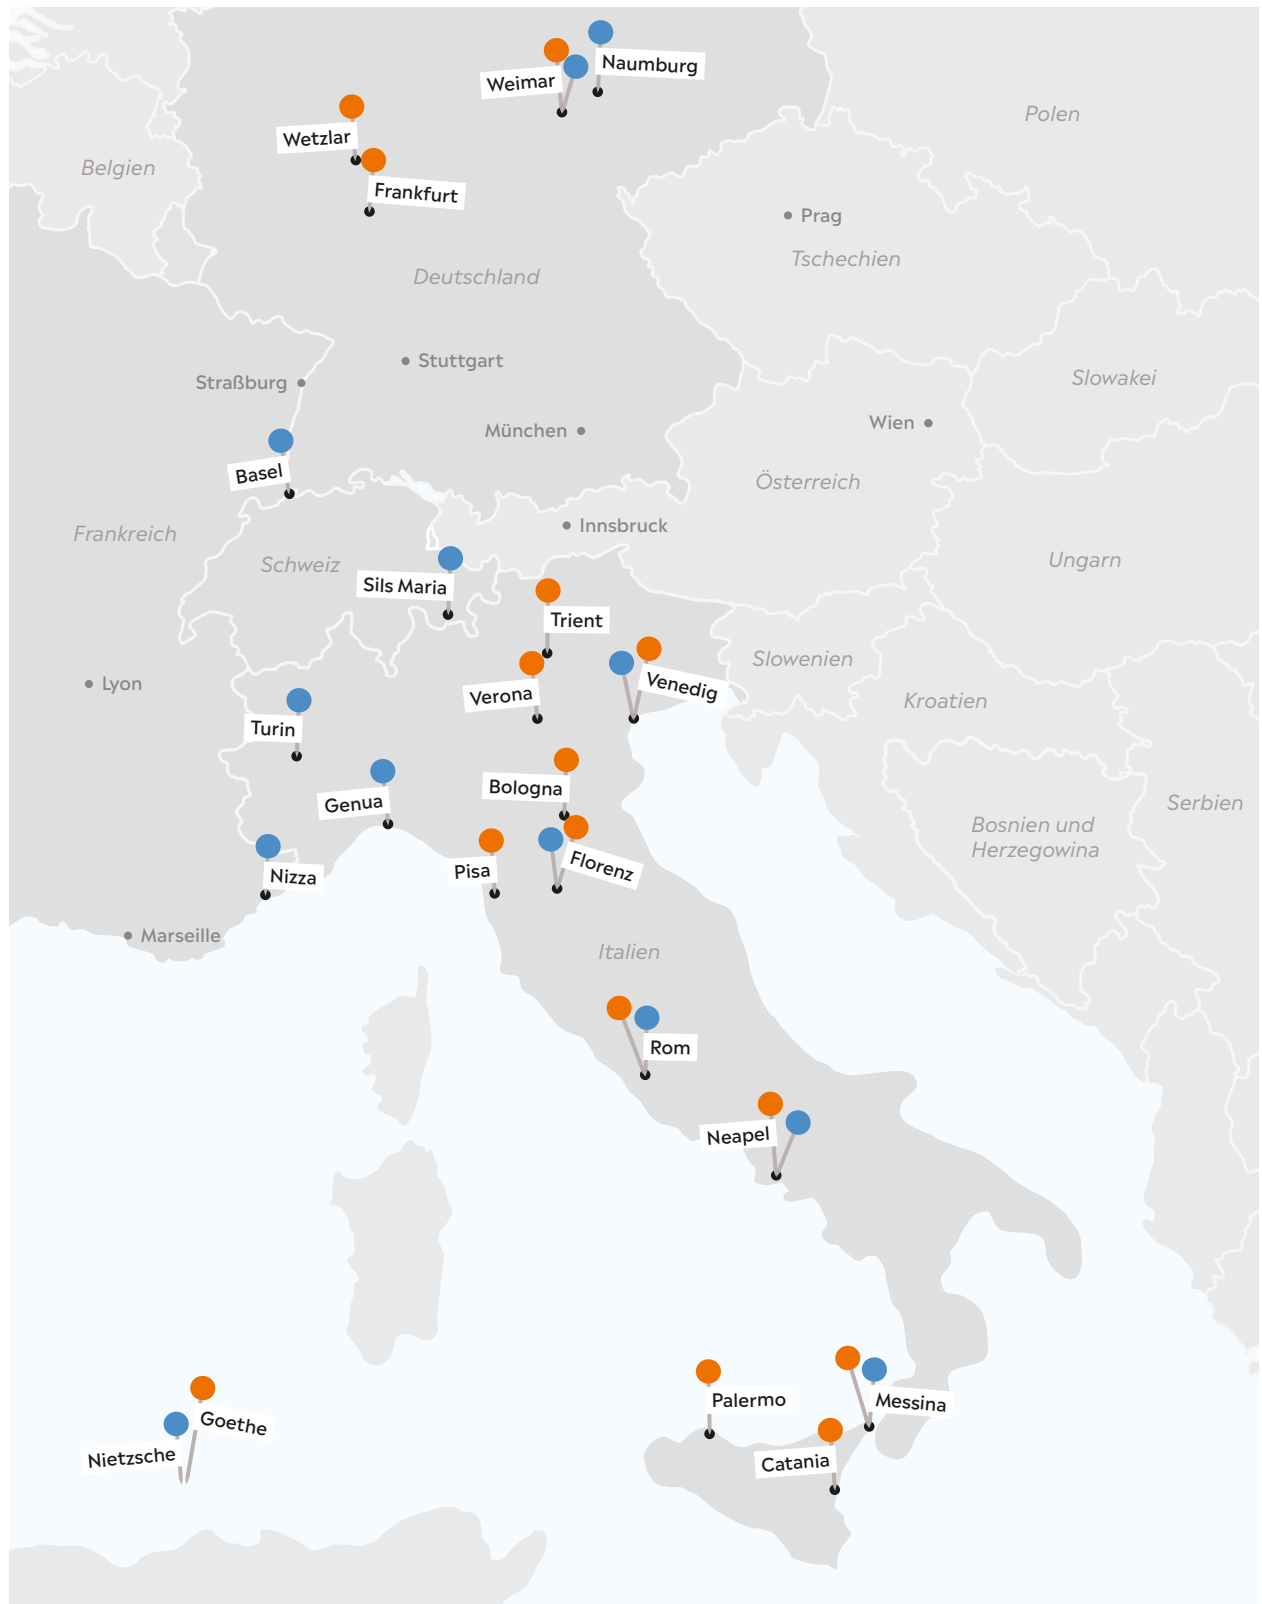 Naumburg
Weimar
Polen
Wetzlar
Belgien
Frankfurt
Prag
Tschechien
Deutschland
Stuttgart
Straßburg
Slowakei
Wien
München
Basel
Österreich
Innsbruck
Frankreich
Schweiz
Ungarn
Sils Maria
Trient
Slowenien
Lyon
Venedig
Verona
Kroatien
Turin
Bologna
Genua
Serbien
Bosnien und
Herzegowina
Florenz
Pisa
Nizza
Marseille
Italien
Rom
Neapel
Palermo
Messina
Goethe
Nietzsche
Catania